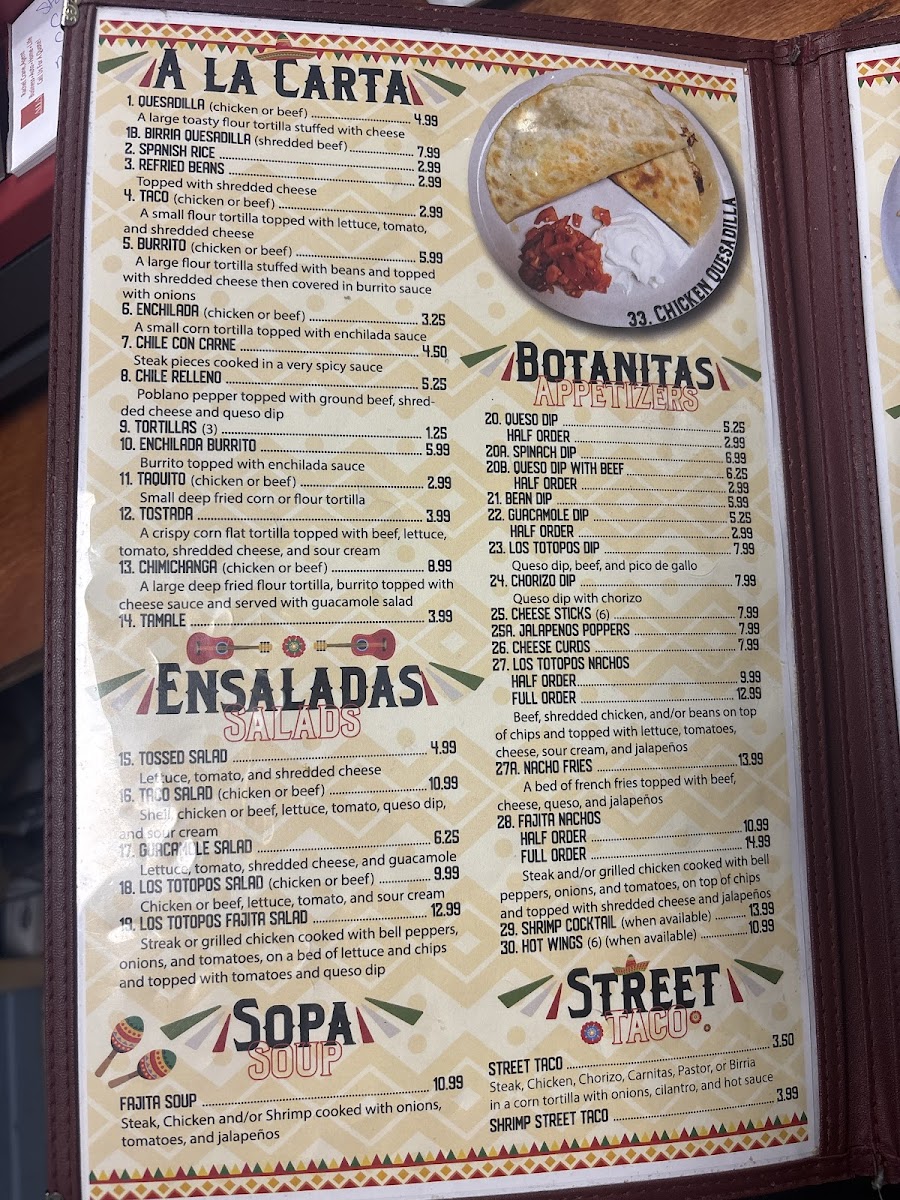 Rachel Crane, Agent
Business-Auto-Home-Life
Call Us For A Quote!
A LA CARTA
1. QUESADILLA (chicken or beef) 4.99
A large toasty flour tortilla stuffed with cheese
1B. BIRRIA QUESADILLA (shredded beef) 7.99
2. SPANISH RICE 2.99
3. REFRIED BEANS 2.99
Topped with shredded cheese
4. TACO (chicken or beef) 2.99
A small flour tortilla topped with lettuce, tomato,
and shredded cheese
5. BURRITO (chicken or beef) 5.99
A large flour tortilla stuffed with beans and topped
with shredded cheese then covered in burrito sauce
with onions
6. ENCHILADA (chicken or beef) 3.25
A small corn tortilla topped with enchilada sauce
7. CHILE CON CARNE 4.50
Steak pieces cooked in a very spicy sauce
8. CHILE RELLENO 5.25
Poblano pepper topped with ground beef, shred-
ded cheese and queso dip
9. TORTILLAS (3) 1.25
10. ENCHILADA BURRITO 5.99
Burrito topped with enchilada sauce
11. TAQUITO (chicken or beef) 2.99
Small deep fried corn or flour tortilla
12. TOSTADA 3.99
A crispy corn flat tortilla topped with beef, lettuce,
tomato, shredded cheese, and sour cream
13. CHIMICHANGA (chicken or beef) 8.99
A large deep fried flour tortilla, burrito topped with
cheese sauce and served with guacamole salad
14. TAMALE 3.99
ENSALADAS
SALADS
15. TOSSED SALAD 4.99
Lettuce, tomato, and shredded cheese
16. TACO SALAD (chicken or beef) 10.99
Shell, chicken or beef, lettuce, tomato, queso dip,
and sour cream
17. GUACAMOLE SALAD 6.25
Lettuce, tomato, shredded cheese, and guacamole
18. LOS TOTOPOS SALAD (chicken or beef) 9.99
Chicken or beef, lettuce, tomato, and sour cream
19. LOS TOTOPOS FAJITA SALAD 12.99
Streak or grilled chicken cooked with bell peppers,
onions, and tomatoes, on a bed of lettuce and chips
and topped with tomatoes and queso dip
SOPA
SOUP
FAJITA SOUP 10.99
Steak, Chicken and/or Shrimp cooked with onions,
tomatoes, and jalapeños
33. CHICKEN QUESADILLA
BOTANITAS
APPETIZERS
20. QUESO DIP 5.25
HALF ORDER 2.99
20A. SPINACH DIP 6.99
20B. QUESO DIP WITH BEEF 6.25
HALF ORDER 2.99
21. BEAN DIP 5.99
22. GUACAMOLE DIP 5.25
HALF ORDER 2.99
23. LOS TOTOPOS DIP 7.99
Queso dip, beef, and pico de gallo
24. CHORIZO DIP 7.99
Queso dip with chorizo
25. CHEESE STICKS (6) 7.99
25A. JALAPENOS POPPERS 7.99
26. CHEESE CURDS 7.99
27. LOS TOTOPOS NACHOS
HALF ORDER 9.99
FULL ORDER 12.99
Beef, shredded chicken, and/or beans on top
of chips and topped with lettuce, tomatoes,
cheese, sour cream, and jalapeños
27A. NACHO FRIES 13.99
A bed of french fries topped with beef,
cheese, queso, and jalapeños
28. FAJITA NACHOS
HALF ORDER 10.99
FULL ORDER 14.99
Steak and/or grilled chicken cooked with bell
peppers, onions, and tomatoes, on top of chips
and topped with shredded cheese and jalapeños
29. SHRIMP COCKTAIL (when available) 13.99
30. HOT WINGS (6) (when available) 10.99
STREET
TACO
STREET TACO 3.50
Steak, Chicken, Chorizo, Carnitas, Pastor, or Birria
in a corn tortilla with onions, cilantro, and hot sauce
SHRIMP STREET TACO 3.99